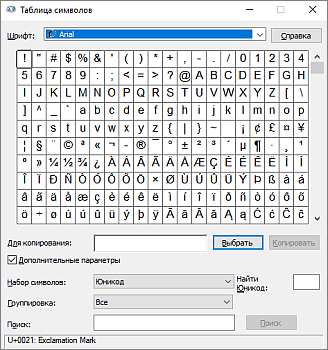 Таблица символов
Шрифт: Arial Справка
! " # $ % & ' ( ) * + , - . / 0 1 2 3 4
5 6 7 8 9 : ; < = > ? @ A B C D E F G H
I J K L M N O P Q R S T U V W X Y Z [ \
] ^ _ ` a b c d e f g h i j k l m n o p
q r s t u v w x y z { | } ~ ¡ ¢ £ ¤ ¥
¦ § ¨ © ª « ¬ - ® ¯ ° ± ² ³ ´ µ ¶ · ¸ ¹
º » ¼ ½ ¾ ¿ À Á Â Ã Ä Å Æ Ç È É Ê Ë Ì Í
Î Ï Ð Ñ Ò Ó Ô Õ Ö × Ø Ù Ú Û Ü Ý Þ ß à á
â ã ä å æ ç è é ê ë ì í î ï ð ñ ò ó ô õ
ö ÷ ø ù ú û ü ý þ ÿ Ā ā Ă ă Ą ą Ć ć Ĉ ĉ
Для копирования: Выбрать Копировать
Дополнительные параметры
Набор символов: Юникод Найти Юникод:
Группировка: Все
Поиск: Поиск
U+0021: Exclamation Mark